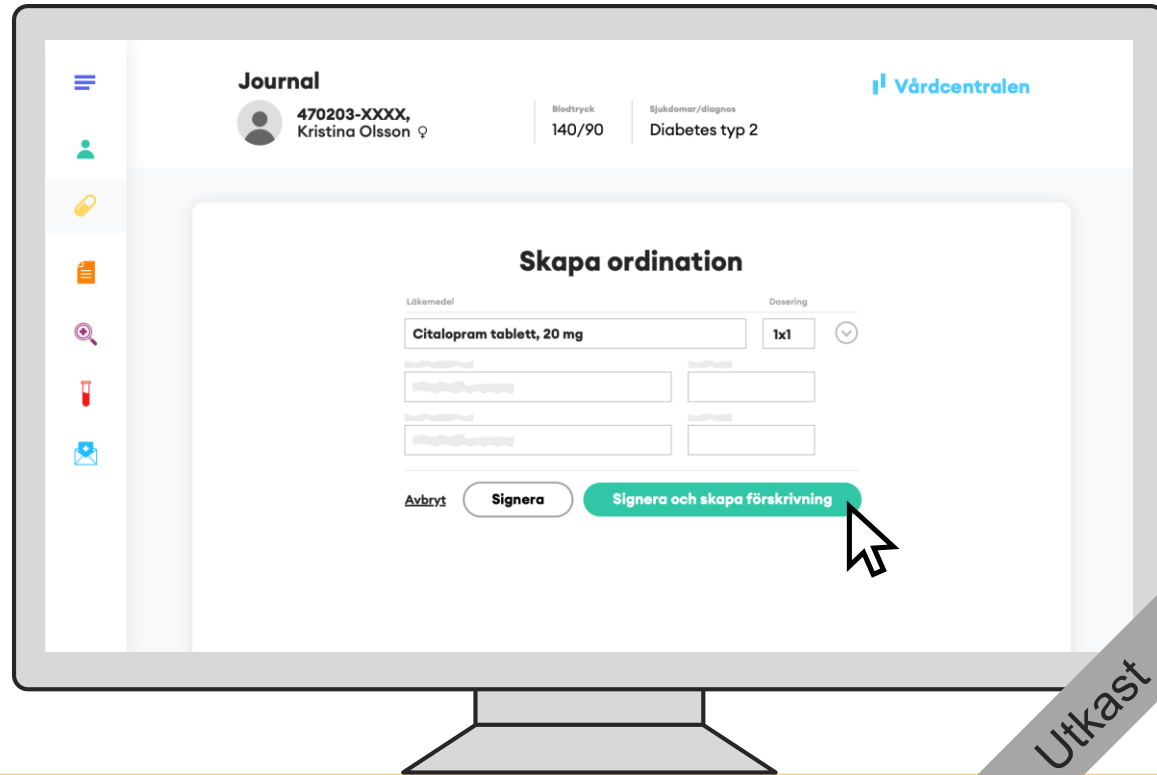 Journal
Vårdcentralen
470203-XXXX,
Kristina Olsson ♀
Blodtryck
140/90
Sjukdomar/diagnos
Diabetes typ 2
Skapa ordination
Läkemedel
Dosering
Citalopram tablett, 20 mg
1x1
Avbryt
Signera
Signera och skapa förskrivning
Utkast